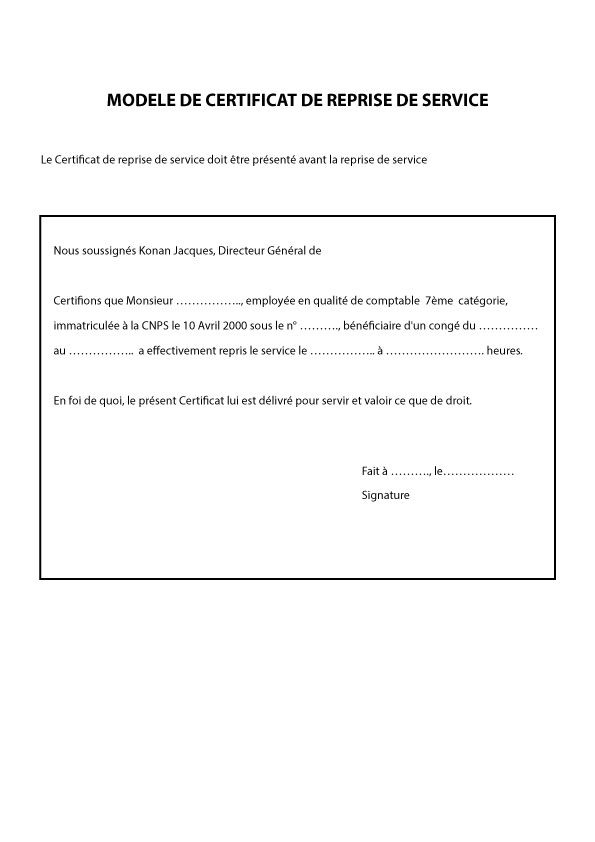 MODELE DE CERTIFICAT DE REPRISE DE SERVICE
Le Certificat de reprise de service doit être présenté avant la reprise de service
Nous soussignés Konan Jacques, Directeur Général de
Certifions que Monsieur …………….., employée en qualité de comptable  7ème  catégorie,
immatriculée à la CNPS le 10 Avril 2000 sous le n° ………., bénéficiaire d'un congé du ……………
au ……………..  a effectivement repris le service le …………….. à ……………………. heures.
En foi de quoi, le présent Certificat lui est délivré pour servir et valoir ce que de droit.
Fait à ………., le………………
Signature